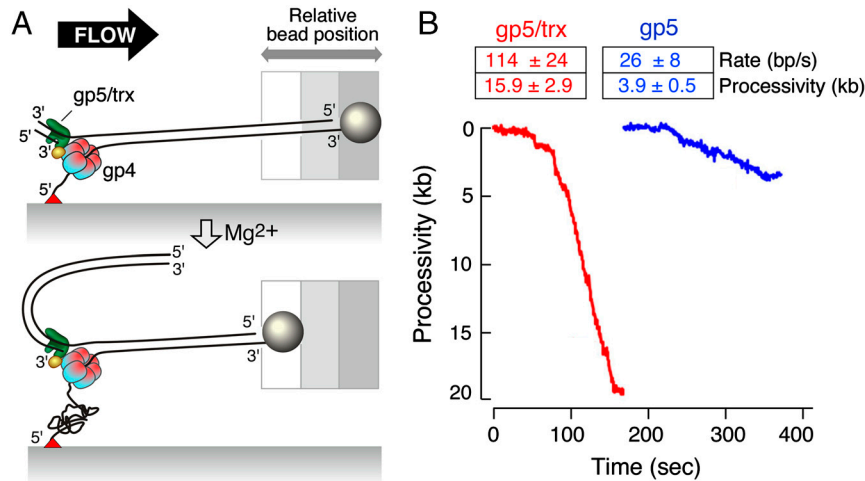 A
FLOW
Relative
bead position
gp5/trx
3'
5'
3'
gp4
5'
5'
3'
Mg2+
5'
3'
3'
5'
3'
5'
B
gp5/trx
gp5
114 ± 24
26 ± 8
Rate (bp/s)
15.9 ± 2.9
3.9 ± 0.5
Processivity (kb)
Processivity (kb)
0
5
10
15
20
0
100
200
300
400
Time (sec)